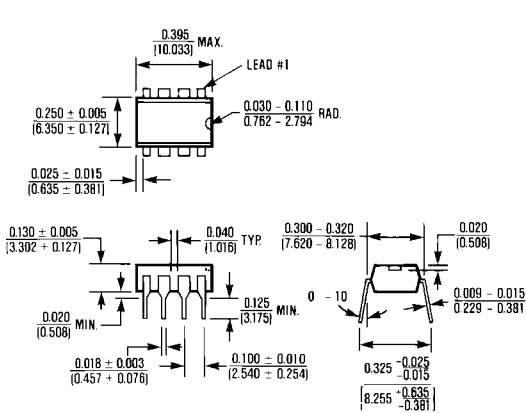 0.395
(10.033)
MAX.
LEAD #1
0.250 ± 0.005
(6.350 ± 0.127)
0.030 – 0.110
0.762 - 2.794
RAD.
0.025 ± 0.015
(0.635 ± 0.381)
0.130 ± 0.005
(3.302 + 0.127)
0.040
(1.016)
TYP.
0.300 – 0.320
(7.620 – 8.128)
0.020
(0.508)
0.020
(0.508)
MIN.
0.125
(3.175)
MIN.
0 – 10
0.009 – 0.015
0.229 – 0.381
0.018 ± 0.003
(0.457 + 0.076)
0.100 ± 0.010
(2.540 ± 0.254)
0.325 -0.025
-0.015
[8.255 +0.635
-0.381]